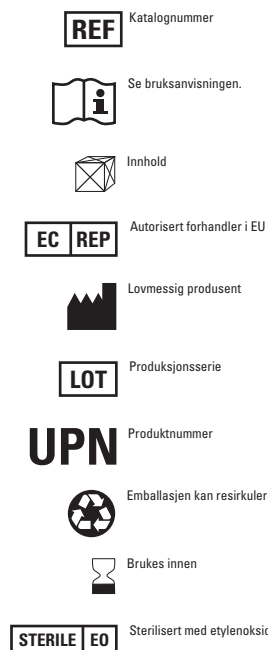 REF Katalognummer
i Se bruksanvisningen.
Innhold
EC REP Autorisert forhandler i EU
Lovmessig produsent
LOT Produksjonsserie
UPN Produktnummer
Emballasjen kan resirkuler
Brukes innen
STERILE EO Sterilisert med etylenoksid